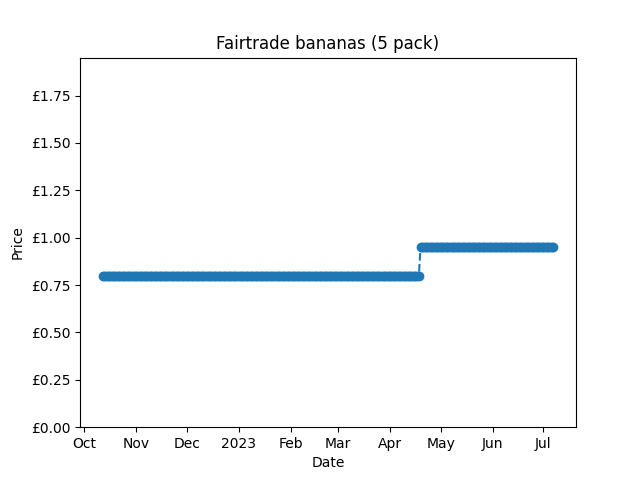 Fairtrade bananas (5 pack)
£1.75
£1.50
£1.25
£1.00
£0.75
£0.50
£0.25
£0.00
Price
Oct Nov Dec 2023 Feb Mar Apr May Jun Jul
Date